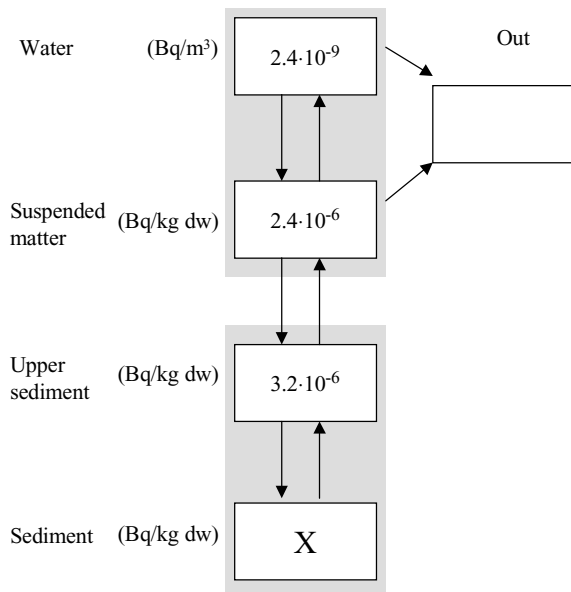 Water (Bq/m³) 2.4·10⁻⁹ Out
Suspended
matter (Bq/kg dw) 2.4·10⁻⁶
Upper
sediment (Bq/kg dw) 3.2·10⁻⁶
Sediment (Bq/kg dw) X